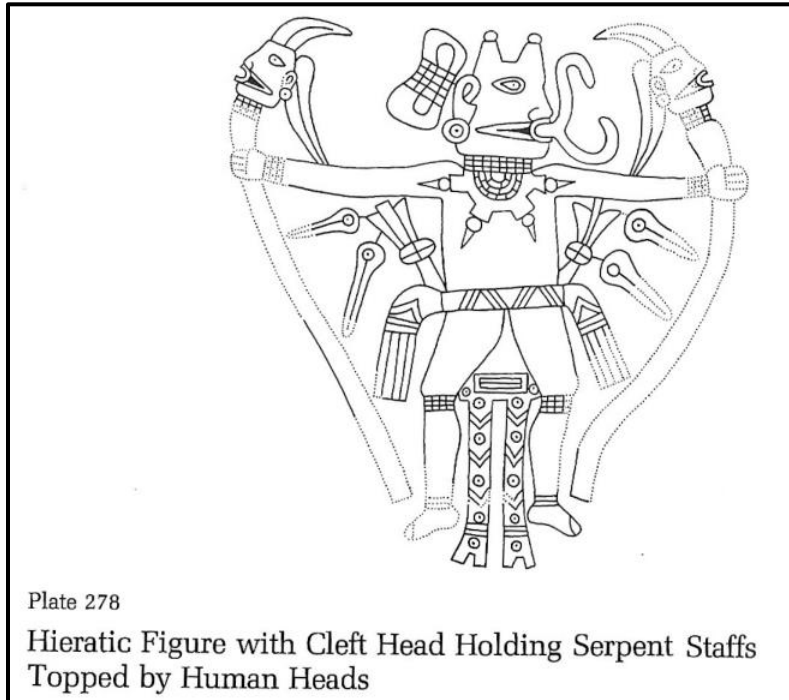 Plate 278
Hieratic Figure with Cleft Head Holding Serpent Staffs
Topped by Human Heads